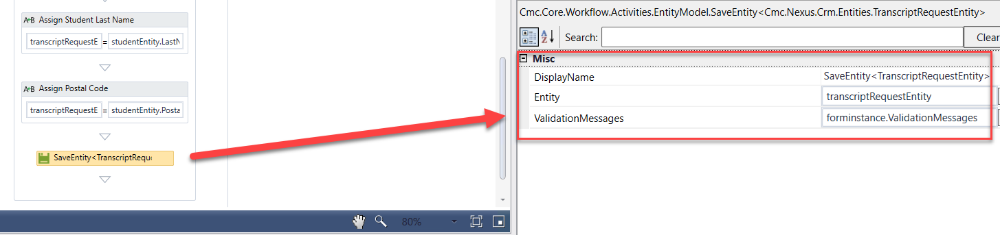 A+B Assign Student Last Name
transcriptRequestE = studentEntity.LastN
A+B Assign Postal Code
transcriptRequestE = studentEntity.Posta
SaveEntity<TranscriptRequ
80%
Cmc.Core.Workflow.Activities.EntityModel.SaveEntity<Cmc.Nexus.Crm.Entities.TranscriptRequestEntity>
A Z Search: Clear
Misc
DisplayName SaveEntity<TranscriptRequestEntity>
Entity transcriptRequestEntity
ValidationMessages forminstance.ValidationMessages